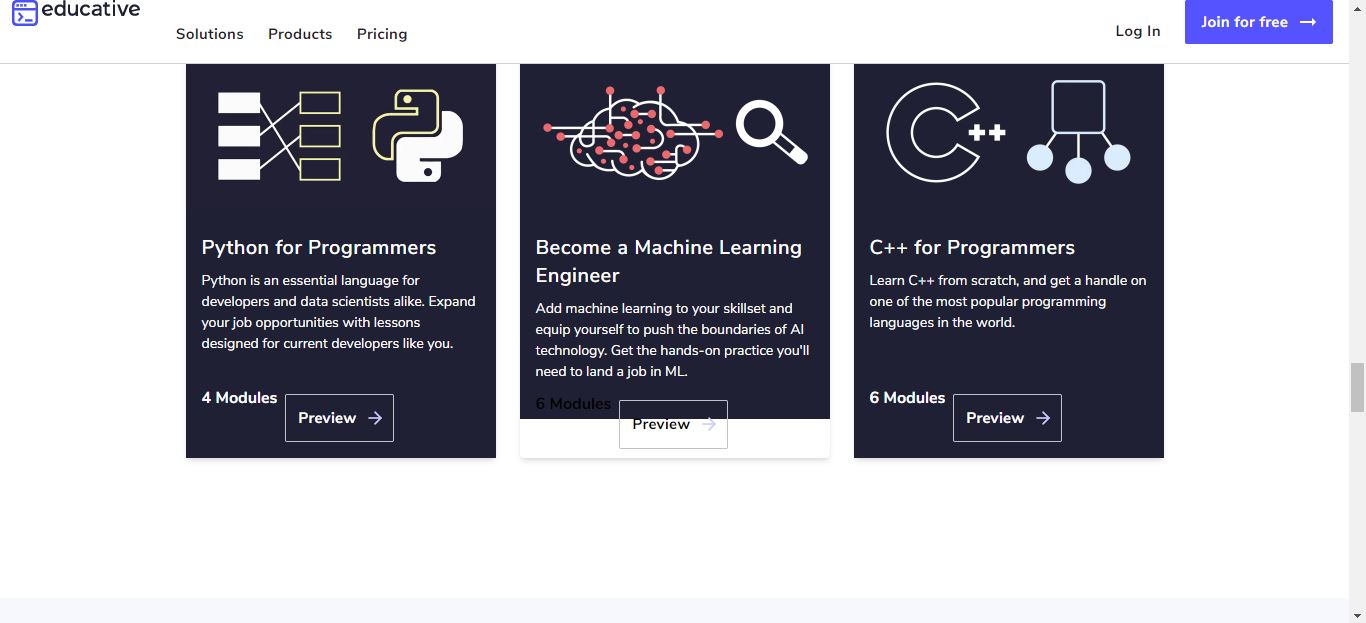 educative
Solutions Products Pricing
Log In
Join for free
C++
Python for Programmers
Python is an essential language for
developers and data scientists alike. Expand
your job opportunities with lessons
designed for current developers like you.
4 Modules
Preview
Become a Machine Learning
Engineer
Add machine learning to your skillset and
equip yourself to push the boundaries of AI
technology. Get the hands-on practice you'll
need to land a job in ML.
6 Modules
Preview
C++ for Programmers
Learn C++ from scratch, and get a handle on
one of the most popular programming
languages in the world.
6 Modules
Preview